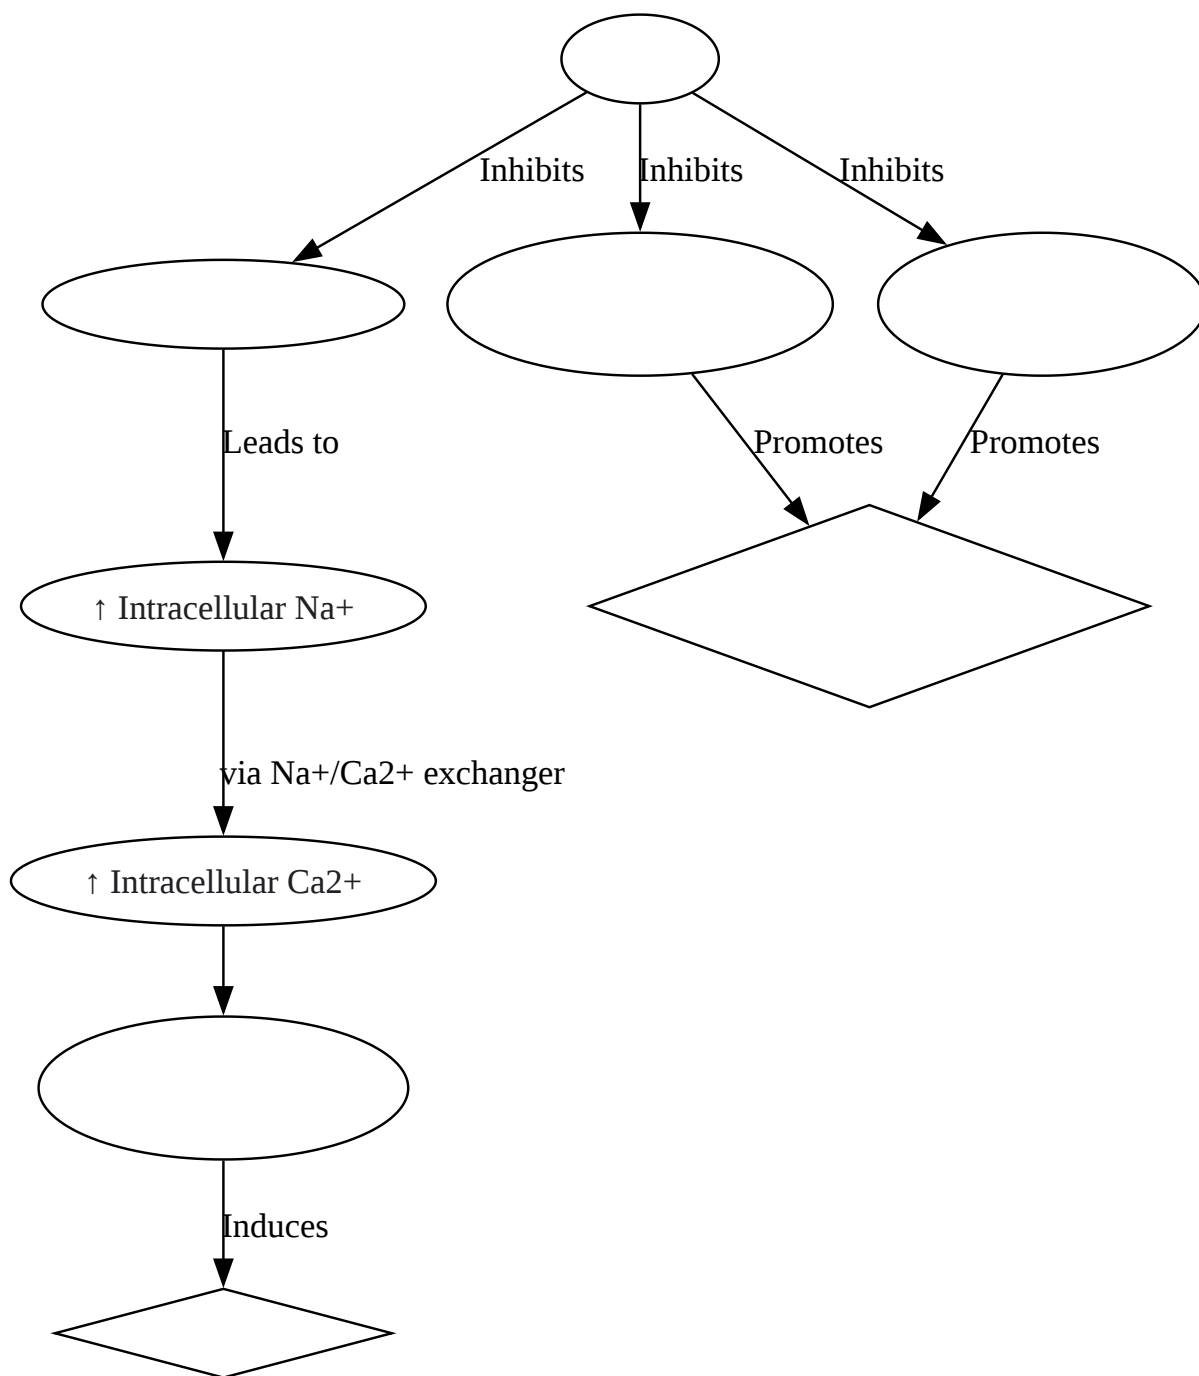 Inhibits
Inhibits
Inhibits
Leads to
Promotes
Promotes
↑ Intracellular Na+
via Na+/Ca2+ exchanger
↑ Intracellular Ca2+
Induces